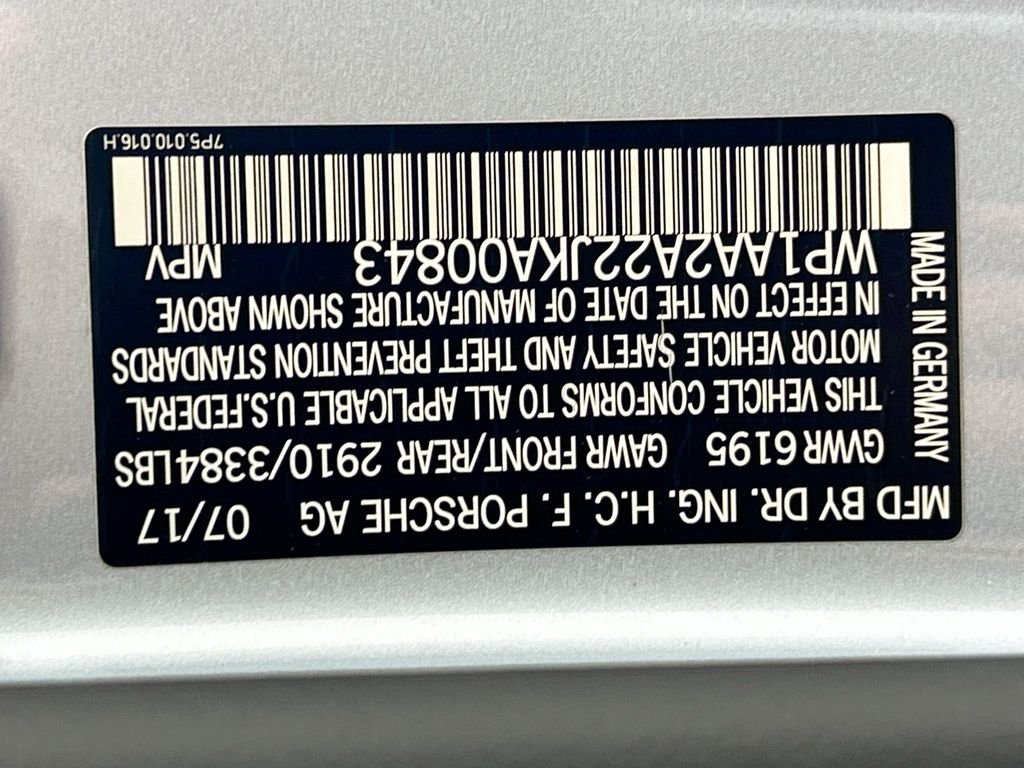 MFD BY DR. ING. H.C. F. PORSCHE AG 07/17
GWR 6195 GAWR FRONT/REAR 2910/3384LBS
THIS VEHICLE CONFORMS TO ALL APPLICABLE U.S.FEDERAL
MOTOR VEHICLE SAFETY AND THEFT PREVENTION STANDARDS
IN EFFECT ON THE DATE OF MANUFACTURE SHOWN ABOVE
WP1AA2A22JKA00843 MPV
MADE IN GERMANY
7P5.010.016.H